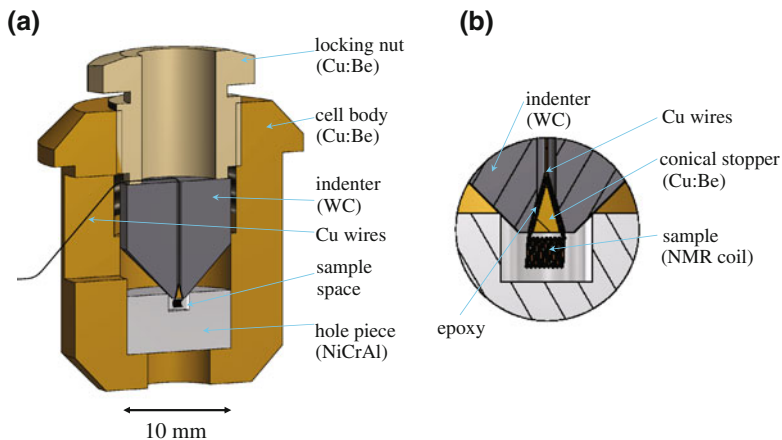 (a)
locking nut
(Cu:Be)
cell body
(Cu:Be)
indenter
(WC)
Cu wires
sample
space
hole piece
(NiCrAl)
10 mm
(b)
indenter
(WC)
Cu wires
conical stopper
(Cu:Be)
sample
(NMR coil)
epoxy